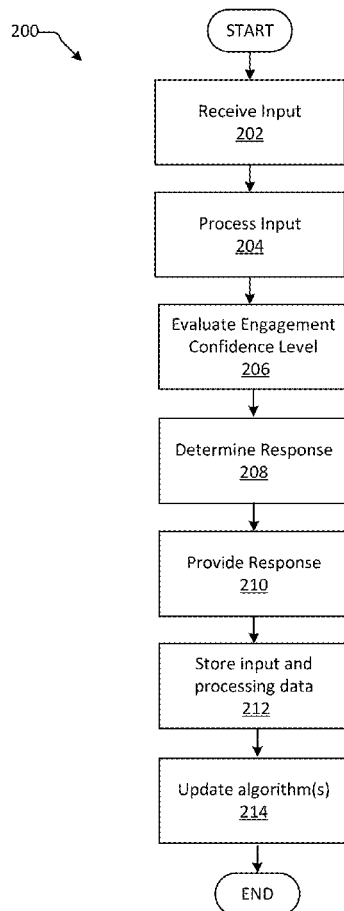 200
START
Receive Input
202
Process Input
204
Evaluate Engagement
Confidence Level
206
Determine Response
208
Provide Response
210
Store input and
processing data
212
Update algorithm(s)
214
END